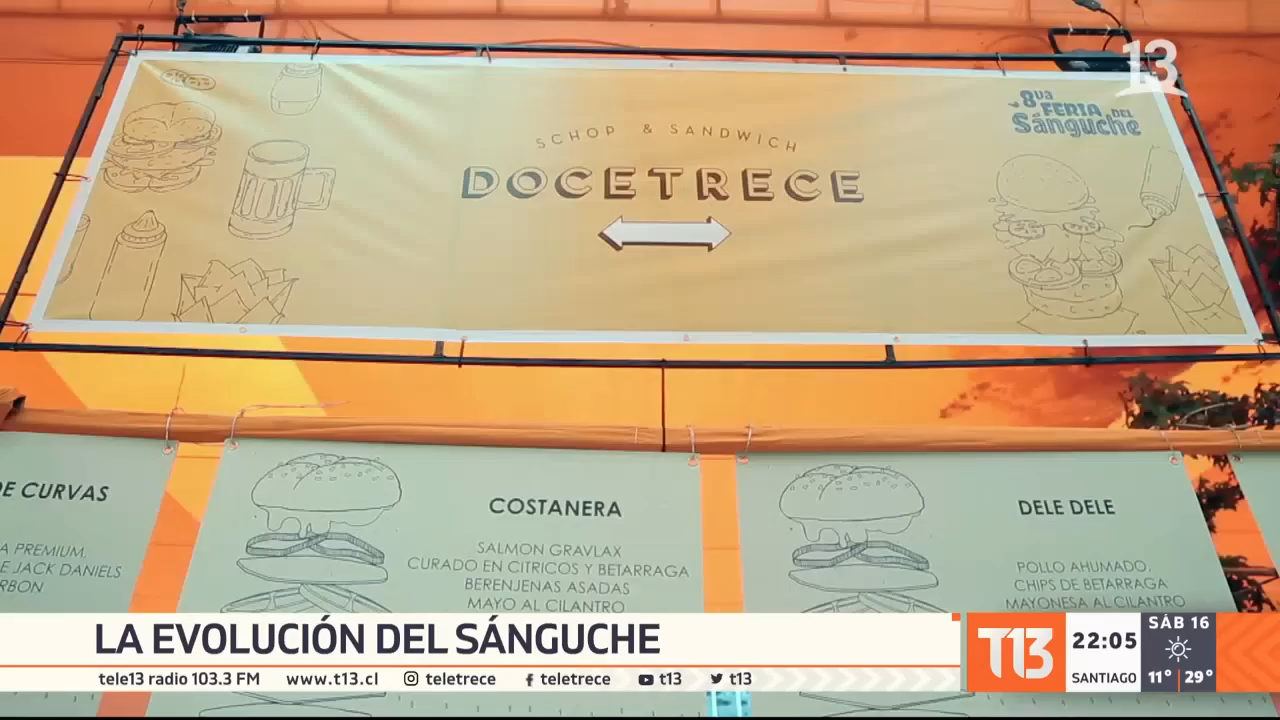 13
8va
FERIA DEL
Sánguche
SCHOP & SANDWICH
DOCETRECE
DE CURVAS
A PREMIUM,
E JACK DANIELS
RBON
COSTANERA
SALMON GRAVLAX
CURADO EN CITRICOS Y BETARRAGA
BERENJENAS ASADAS
MAYO AL CILANTRO
DELE DELE
POLLO AHUMADO,
CHIPS DE BETARRAGA
MAYONESA AL CILANTRO
LA EVOLUCIÓN DEL SÁNGUCHE
tele13 radio 103.3 FM www.t13.cl teletrece teletrece t13 t13
T13
22:05
SANTIAGO
SÁB 16
11° 29°